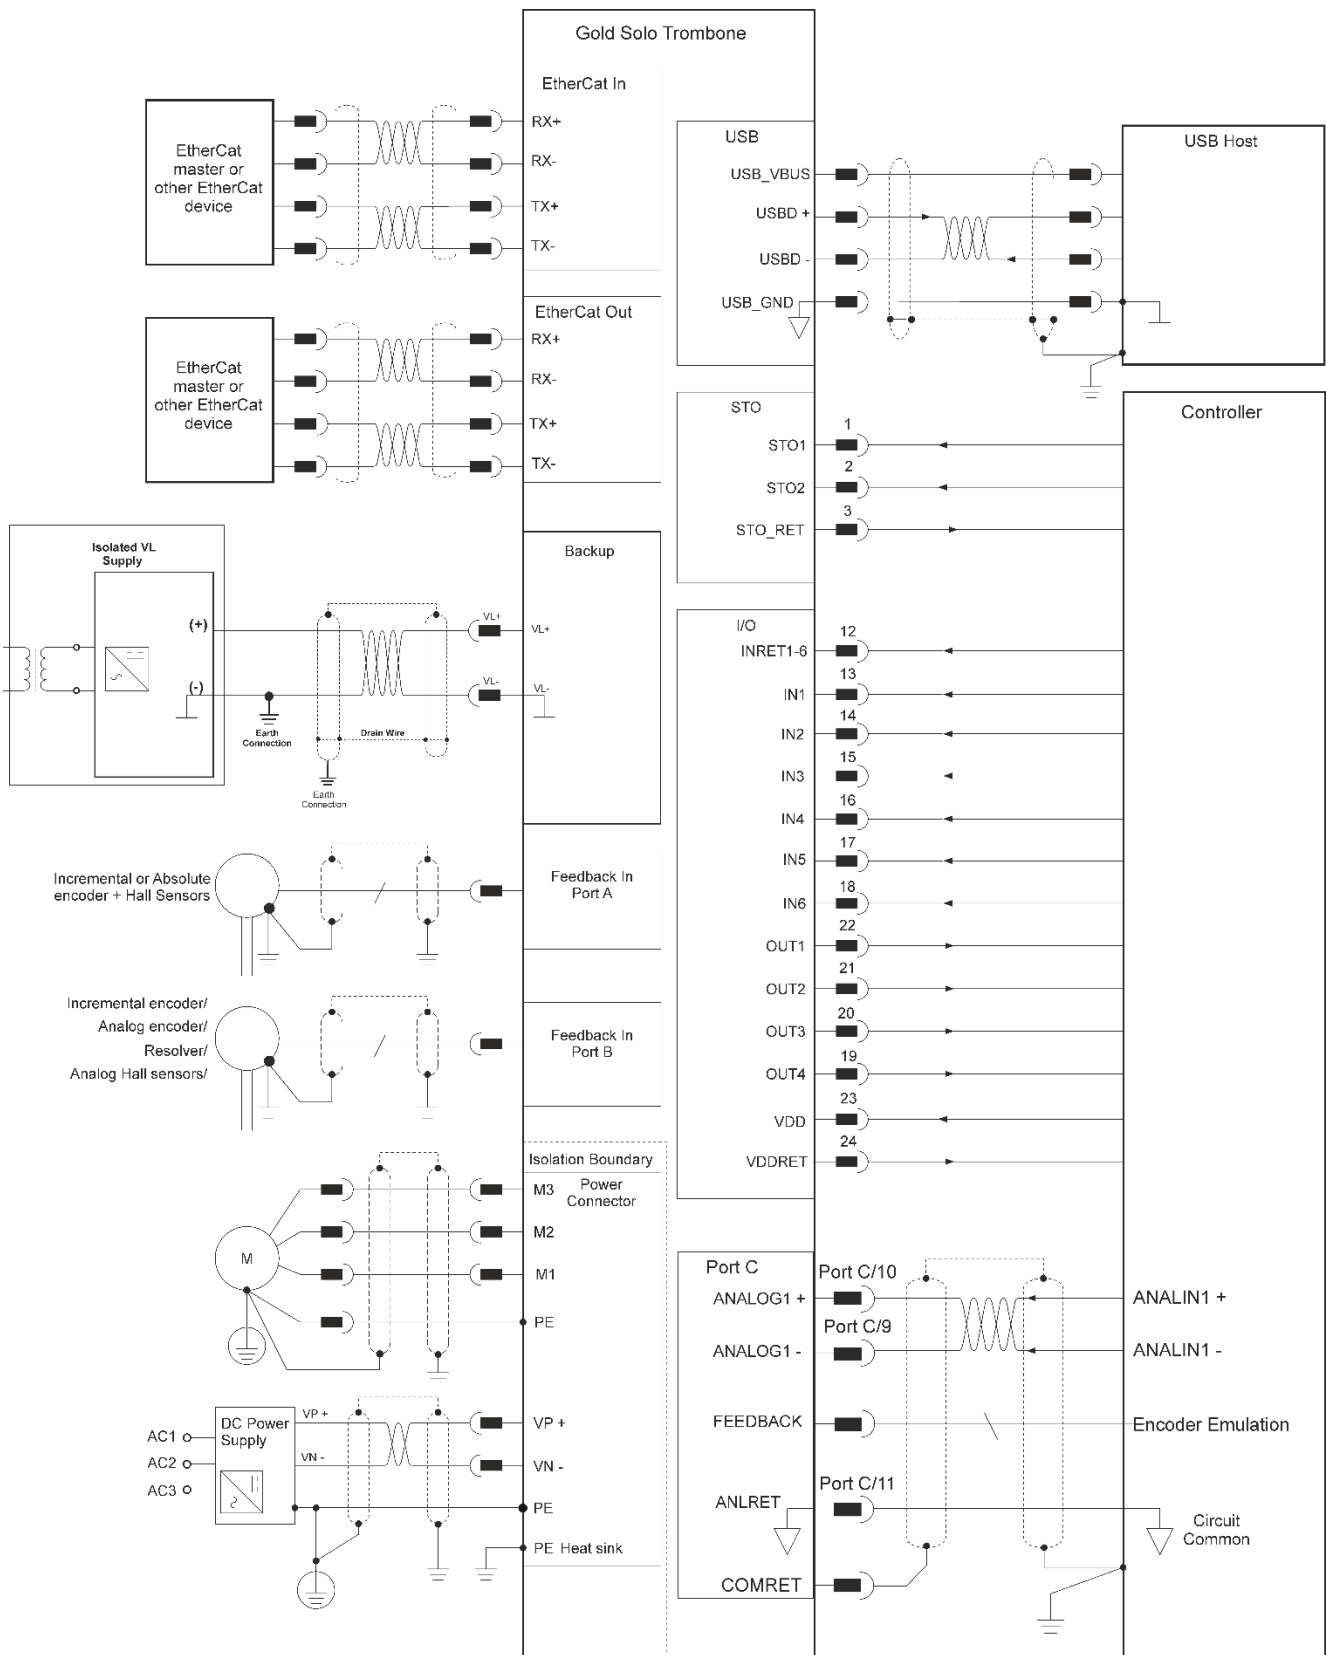 Gold Solo Trombone
EtherCat In
RX+
RX-
TX+
TX-
EtherCat
master or
other EtherCat
device
EtherCat Out
RX+
RX-
TX+
TX-
EtherCat
master or
other EtherCat
device
Isolated VL
Supply
(+)
(-)
Earth
Connection
Drain Wire
Earth
Connection
VL+
VL-
Backup
VL+
VL-
Incremental or Absolute
encoder + Hall Sensors
Feedback In
Port A
Incremental encoder/
Analog encoder/
Resolver/
Analog Hall sensors/
Feedback In
Port B
Isolation Boundary
Power
Connector
M3
M2
M1
PE
M
AC1
AC2
AC3
DC Power
Supply
VP +
VN -
VP +
VN -
PE
PE Heat sink
USB
USB_VBUS
USBD +
USBD -
USB_GND
USB Host
STO
STO1
1
STO2
2
STO_RET
3
Controller
I/O
INRET1-6
12
IN1
13
IN2
14
IN3
15
IN4
16
IN5
17
IN6
18
OUT1
22
OUT2
21
OUT3
20
OUT4
19
VDD
23
VDDRET
24
Port C
ANALOG1 +
Port C/10
ANALIN1 +
ANALOG1 -
Port C/9
ANALIN1 -
FEEDBACK
Encoder Emulation
ANLRET
Port C/11
Circuit
Common
COMRET